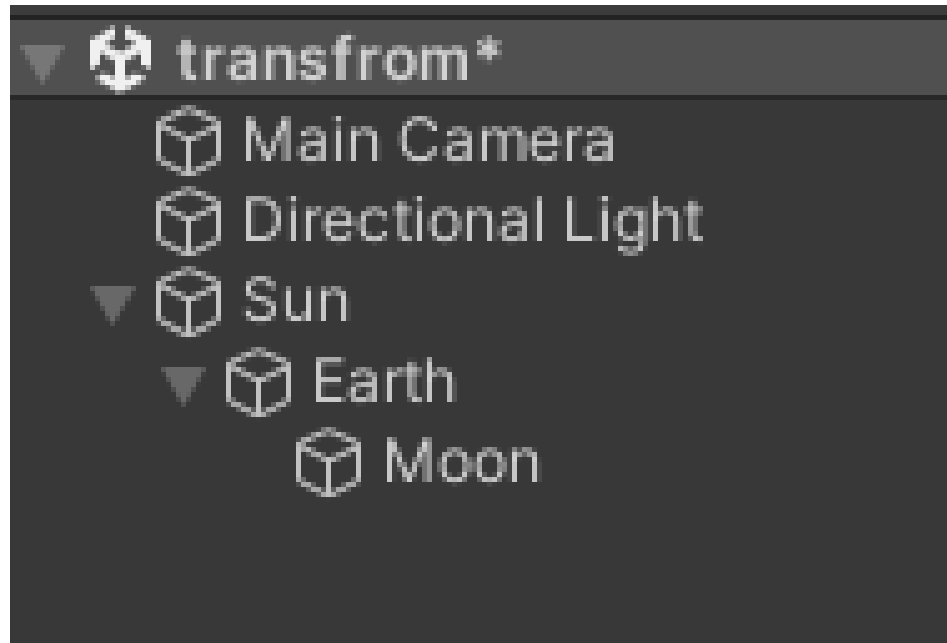 transfrom*
Main Camera
Directional Light
Sun
Earth
Moon